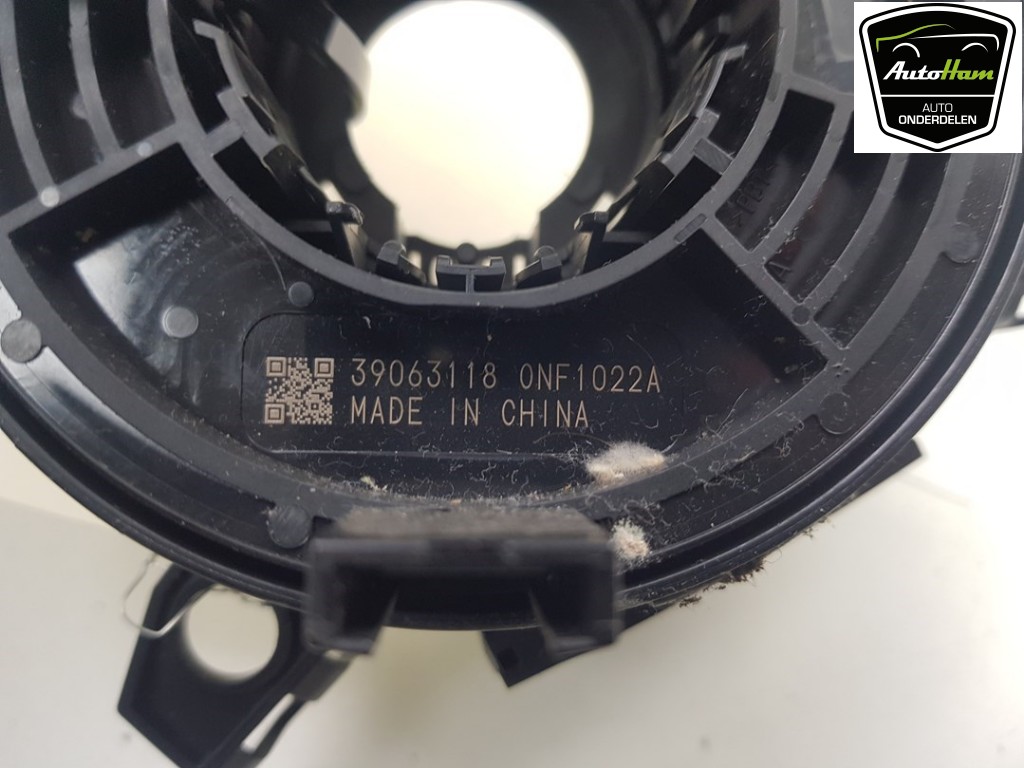 AutoHam
AUTO
ONDERDELEN
39063118 0NF1022A
MADE IN CHINA